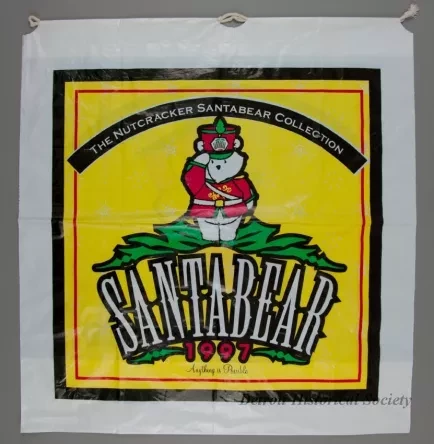 THE NUTCRACKER SANTABEAR COLLECTION
SANTABEAR
1997
Anything is Possible
Detroit Historical Society